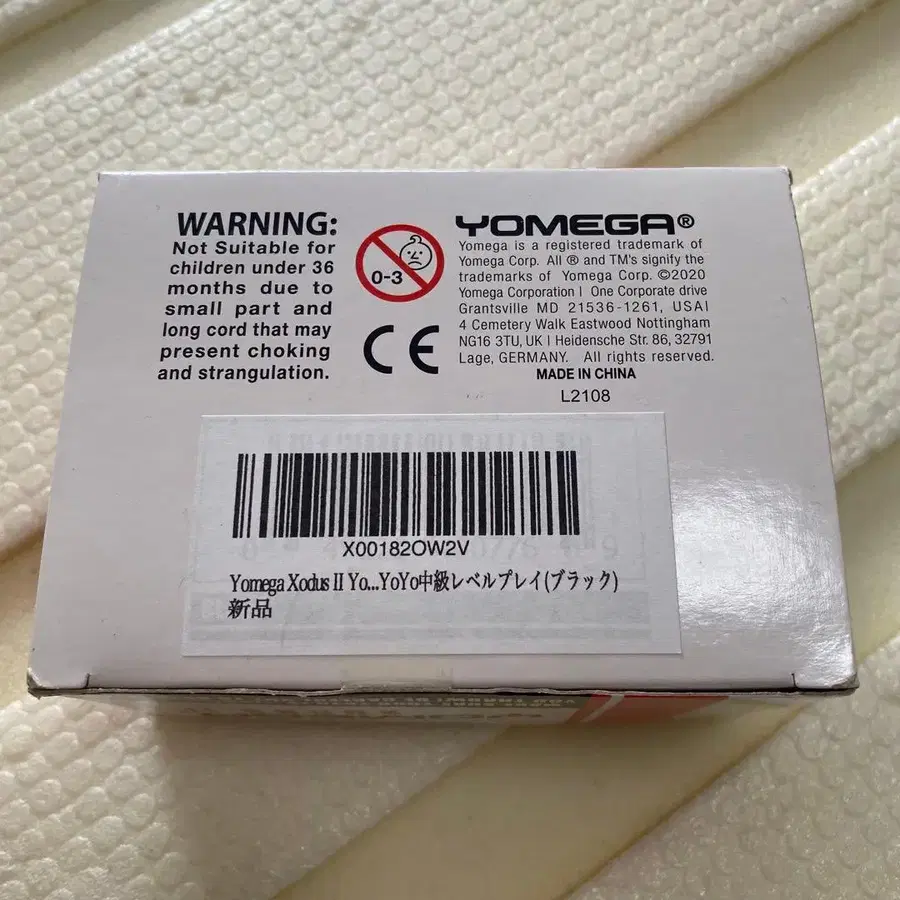 WARNING:
Not Suitable for
children under 36
months due to
small part and
long cord that may
present choking
and strangulation.
0-3
CE
YOMEGA®
Yomega is a registered trademark of
Yomega Corp. All ® and TM's signify the
trademarks of Yomega Corp. ©2020
Yomega Corporation | One Corporate drive
Grantsville MD 21536-1261, USA|
4 Cemetery Walk Eastwood Nottingham
NG16 3TU, UK | Heidensche Str. 86, 32791
Lage, GERMANY. All rights reserved.
MADE IN CHINA
L2108
X00182OW2V
Yomega Xodus II Yo...YoYo中級レベルプレイ(ブラック)
新品